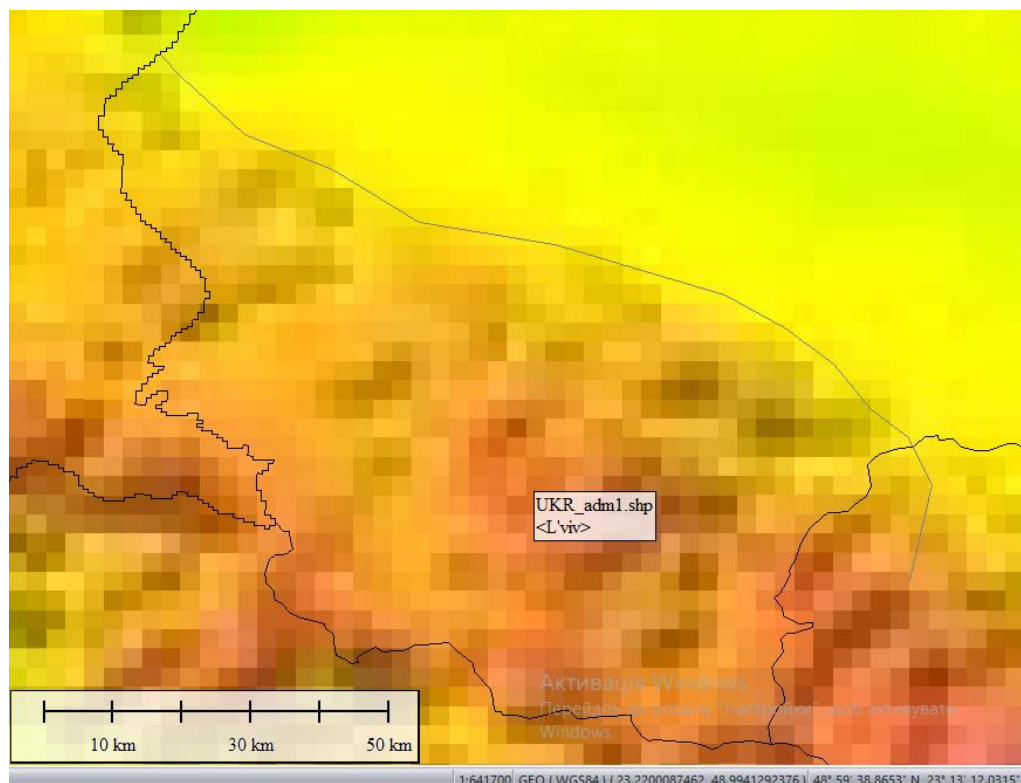 UKR_adm1.shp
<L'viv>
Активація Windows
Перейдіть до розділу "Настройки", щоб активувати
Windows.
10 km 30 km 50 km
1:641700 GEO ( WGS84 ) ( 23.2200087462, 48.9941292376 ) 48° 59' 38.8653" N, 23° 13' 12.0315"